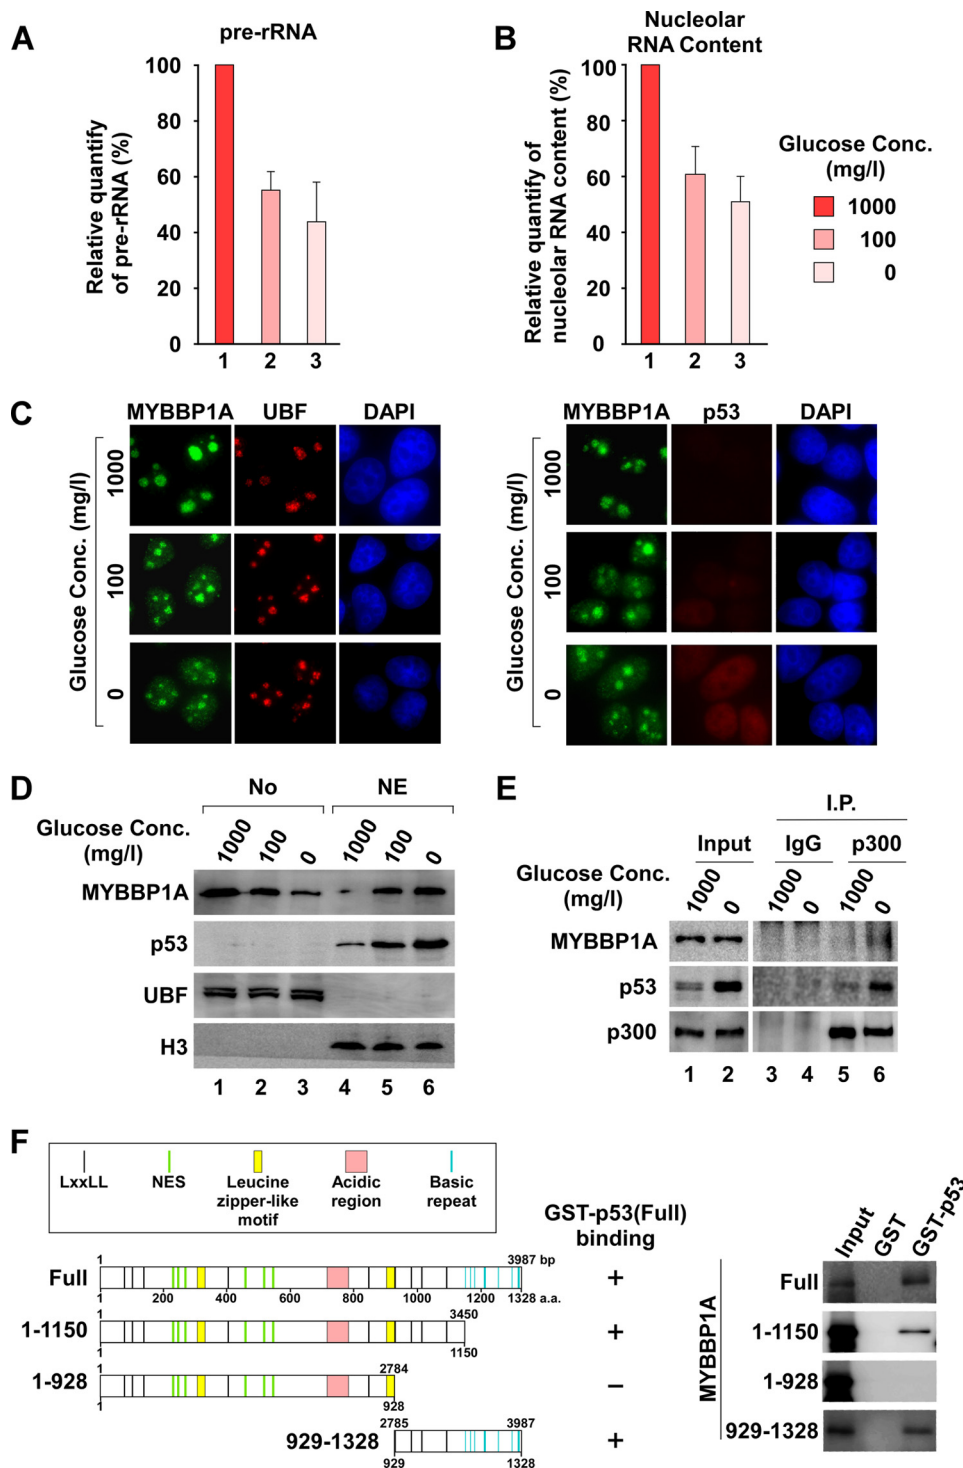 A
pre-rRNA
Relative quantify
of pre-rRNA (%)
100
80
60
40
20
0
1 2 3
B
Nucleolar
RNA Content
Relative quantify of
nucleolar RNA content (%)
100
80
60
40
20
0
1 2 3
Glucose Conc.
(mg/l)
1000
100
0
C
MYBBP1A UBF DAPI
Glucose Conc. (mg/l)
1000
100
0
MYBBP1A p53 DAPI
Glucose Conc. (mg/l)
1000
100
0
D
No NE
Glucose Conc.
(mg/l)
1000 100 0 1000 100 0
MYBBP1A
p53
UBF
H3
1 2 3 4 5 6
E
I.P.
Input IgG p300
Glucose Conc.
(mg/l)
1000 0 1000 0 1000 0
MYBBP1A
p53
p300
1 2 3 4 5 6
F
LxxLL NES Leucine
zipper-like
motif
Acidic
region
Basic
repeat
GST-p53(Full)
binding
1 3987 bp
Full +
1 200 400 600 800 1000 1200 1328 a.a.
1 3450
1-1150 +
1 1150
1 2784
1-928 −
1 928
2785 3987
929-1328 +
929 1328
Input GST GST-p53
MYBBP1A
Full
1-1150
1-928
929-1328